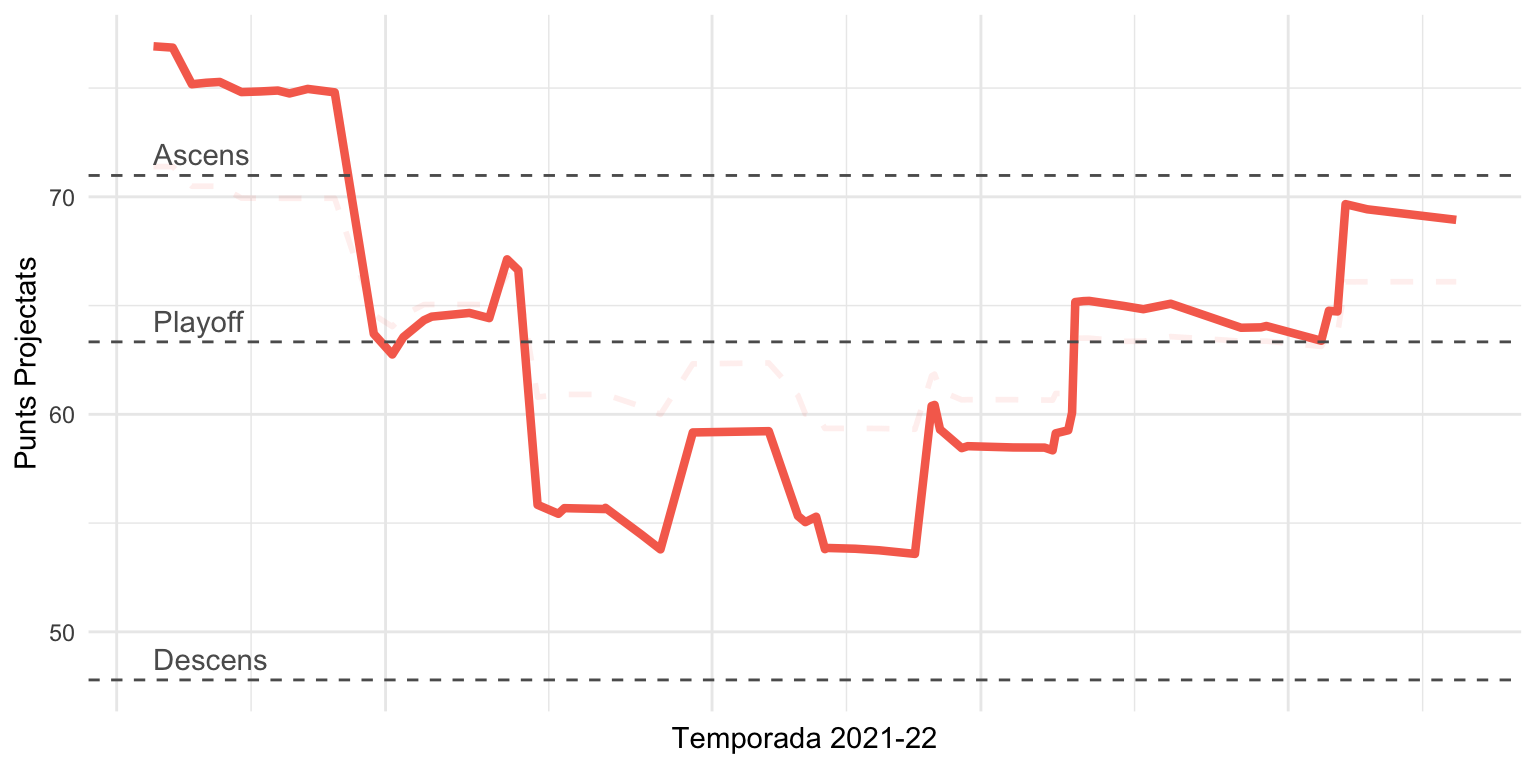 Ascens
70
Playoff
60
50
Descens
Punts Projectats
Temporada 2021-22